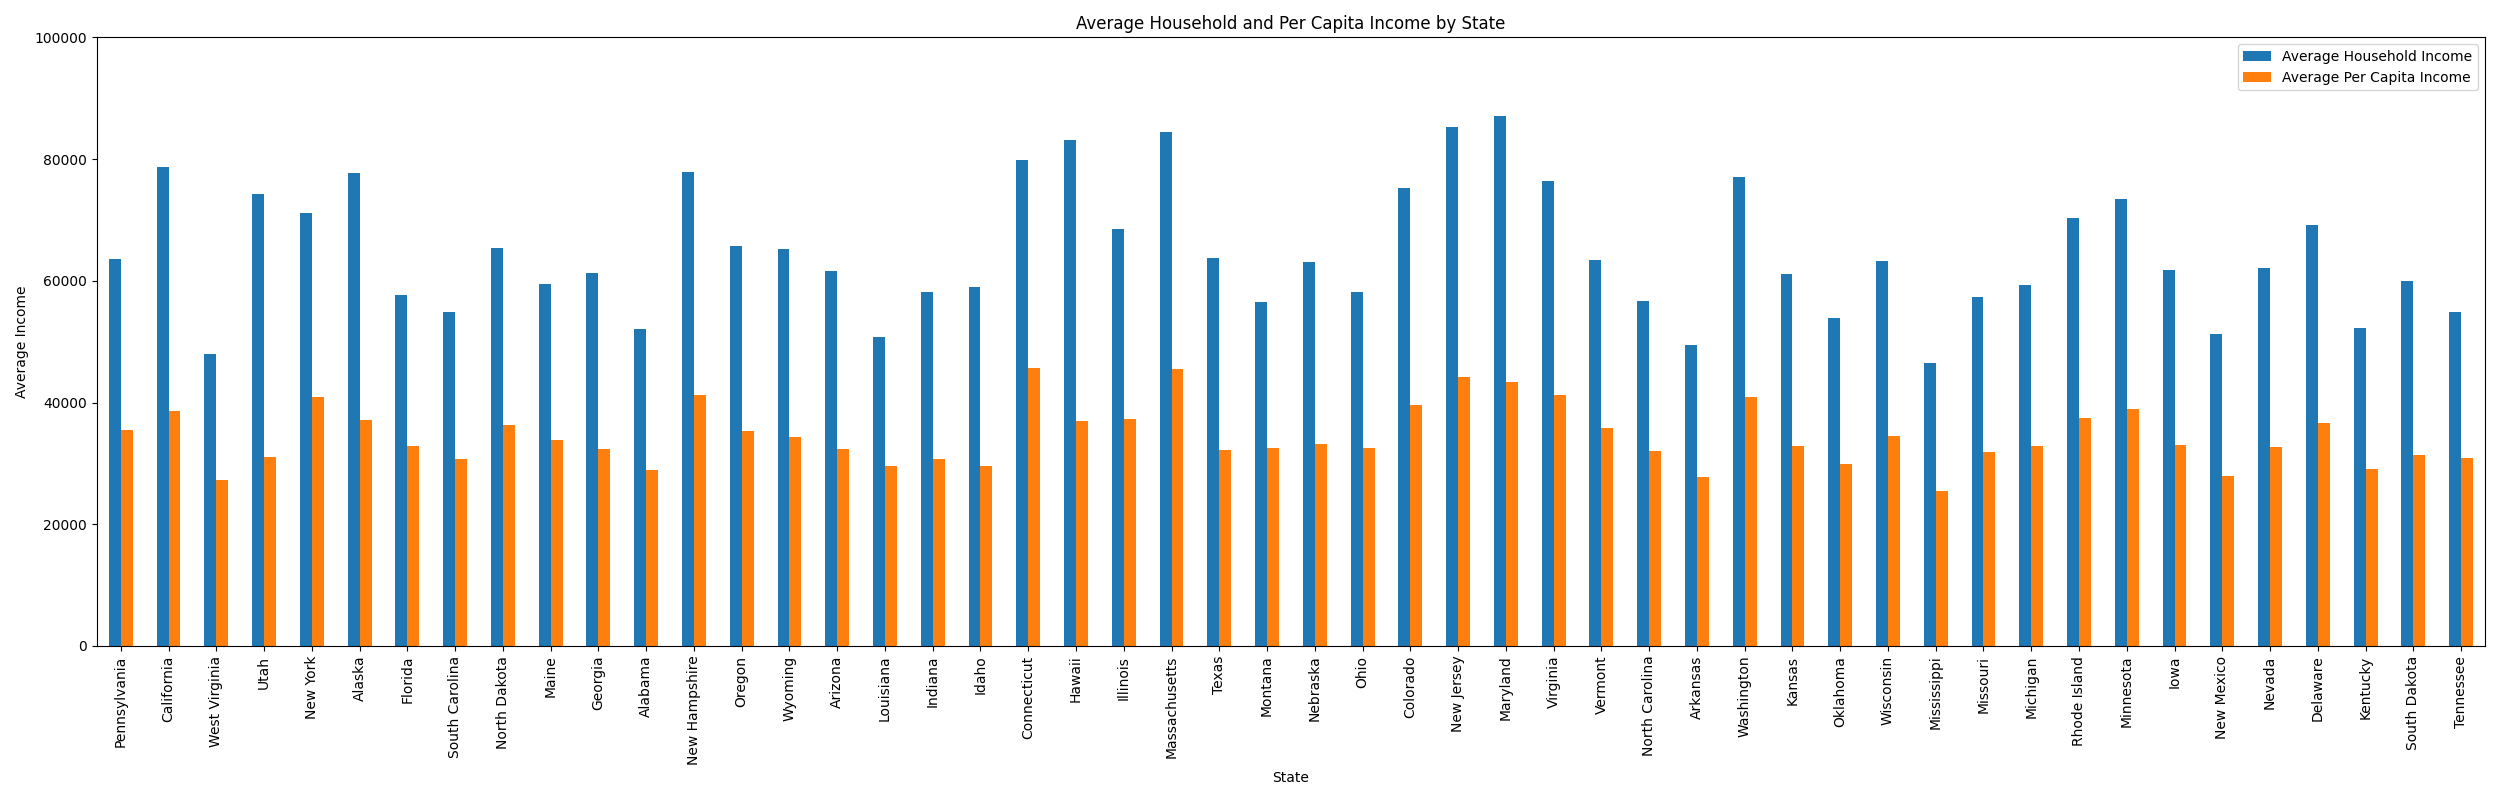 Average Household and Per Capita Income by State
Average Household Income
Average Per Capita Income
Average Income
100000
80000
60000
40000
20000
0
Pennsylvania
California
West Virginia
Utah
New York
Alaska
Florida
South Carolina
North Dakota
Maine
Georgia
Alabama
New Hampshire
Oregon
Wyoming
Arizona
Louisiana
Indiana
Idaho
Connecticut
Hawaii
Illinois
Massachusetts
Texas
Montana
Nebraska
Ohio
Colorado
New Jersey
Maryland
Virginia
Vermont
North Carolina
Arkansas
Washington
Kansas
Oklahoma
Wisconsin
Mississippi
Missouri
Michigan
Rhode Island
Minnesota
Iowa
New Mexico
Nevada
Delaware
Kentucky
South Dakota
Tennessee
State